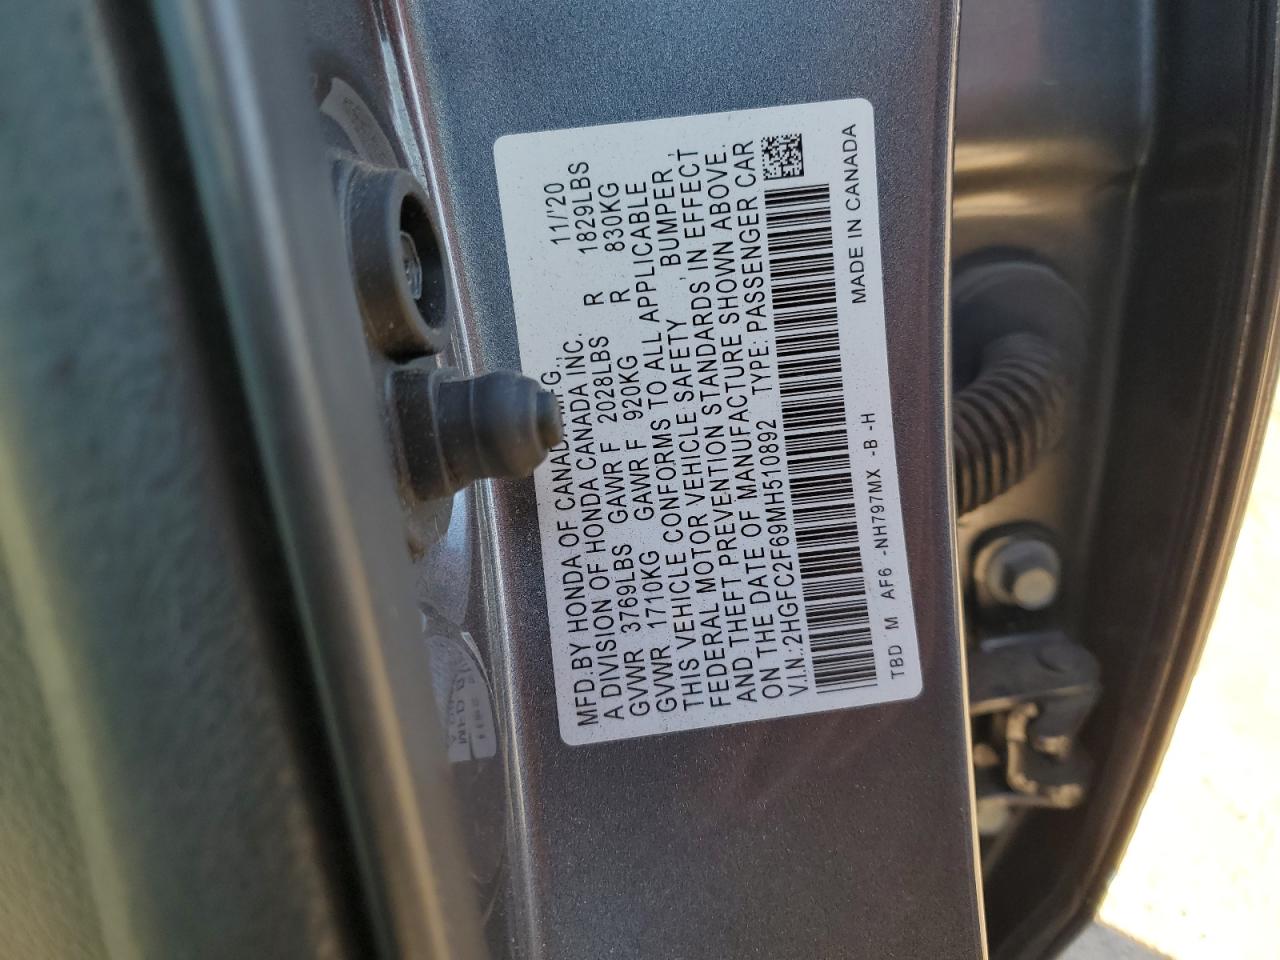 MFD.BY HONDA OF CANADA MFG., 11/'20
A DIVISION OF HONDA CANADA INC.
GVWR 3769LBS GAWR F 2028LBS R 1829LBS
GVWR 1710KG GAWR F 920KG R 830KG
THIS VEHICLE CONFORMS TO ALL APPLICABLE
FEDERAL MOTOR VEHICLE SAFETY , BUMPER,
AND THEFT PREVENTION STANDARDS IN EFFECT
ON THE DATE OF MANUFACTURE SHOWN ABOVE.
V.I.N.:2HGFC2F69MH510892 TYPE: PASSENGER CAR
TBD M AF6 -NH797MX -B -H MADE IN CANADA